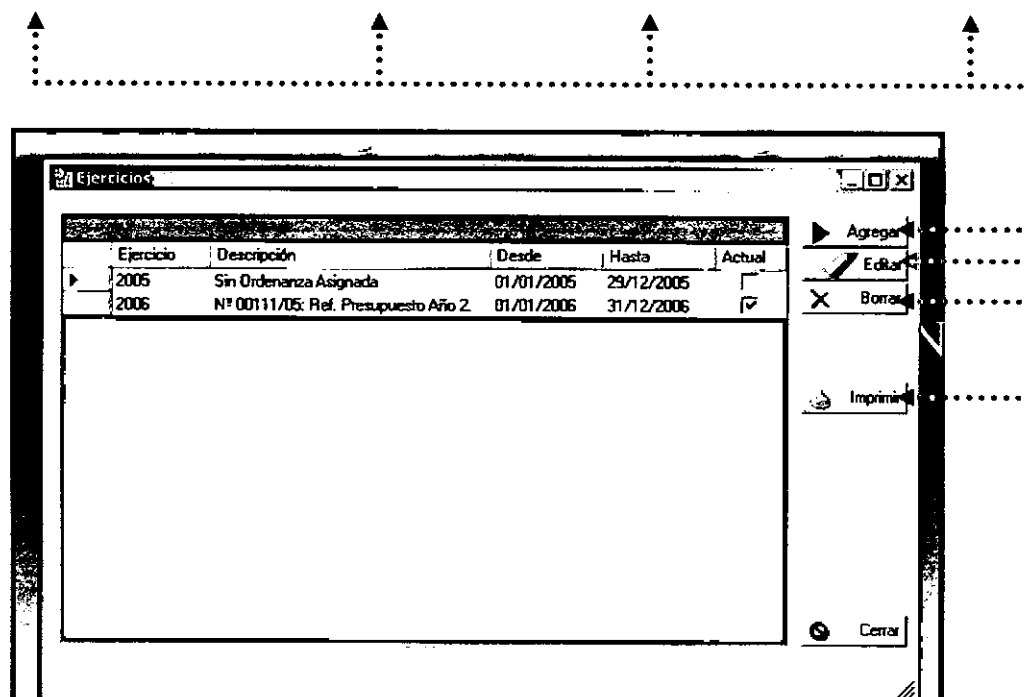 Ejercicios
Agregar
Ejercicio Descripción Desde Hasta Actual
Editar
2005 Sin Ordenanza Asignada 01/01/2005 29/12/2005
Borrar
2006 Nº 00111/05: Ref. Presupuesto Año 2. 01/01/2006 31/12/2006
Imprimir
Cerrar